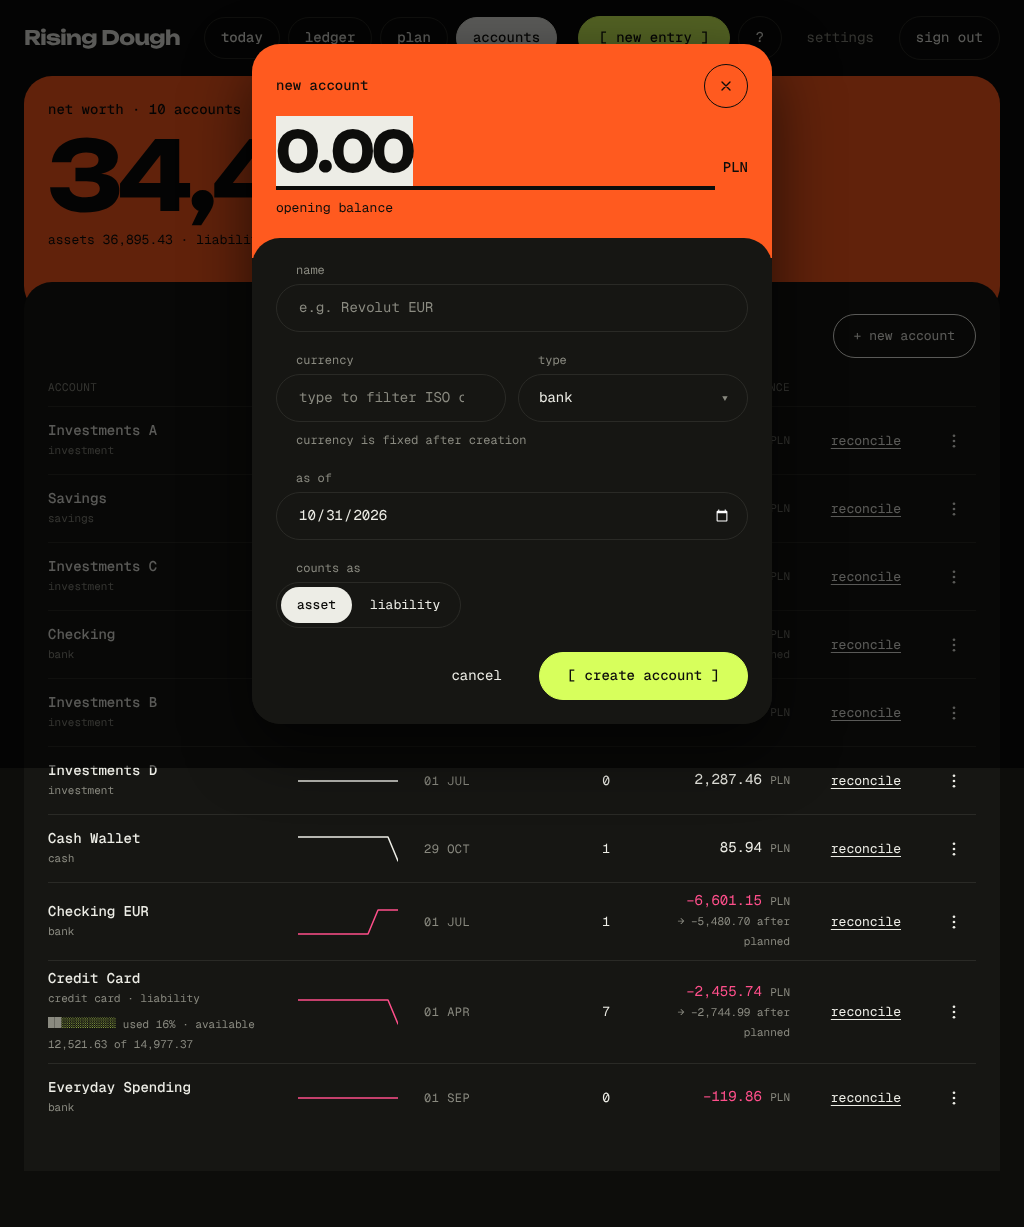 Rising Dough today ledger plan accounts [ new entry ] ? settings sign out
net worth · 10 accounts
34,4
assets 36,895.43 · liabili
new account
0.00 PLN
opening balance
name
e.g. Revolut EUR
currency type
type to filter ISO c bank
currency is fixed after creation
as of
10/31/2026
counts as
asset liability
cancel [ create account ]
+ new account
ACCOUNT NCE
Investments A PLN reconcile
investment
Savings PLN reconcile
savings
Investments C PLN reconcile
investment
Checking PLN reconcile
bank ned
Investments B PLN reconcile
investment
Investments D 01 JUL 0 2,287.46 PLN reconcile
investment
Cash Wallet 29 OCT 1 85.94 PLN reconcile
cash
Checking EUR 01 JUL 1 −6,601.15 PLN reconcile
bank → −5,480.70 after
planned
Credit Card 01 APR 7 −2,455.74 PLN reconcile
credit card · liability → −2,744.99 after
planned
used 16% · available
12,521.63 of 14,977.37
Everyday Spending 01 SEP 0 −119.86 PLN reconcile
bank